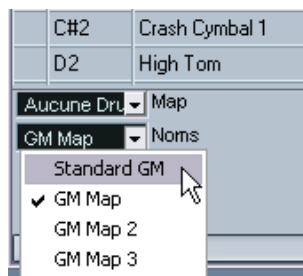 C#2 Crash Cymbal 1
D2 High Tom
Aucune Dru Map
GM Map Noms
Standard GM
GM Map
GM Map 2
GM Map 3